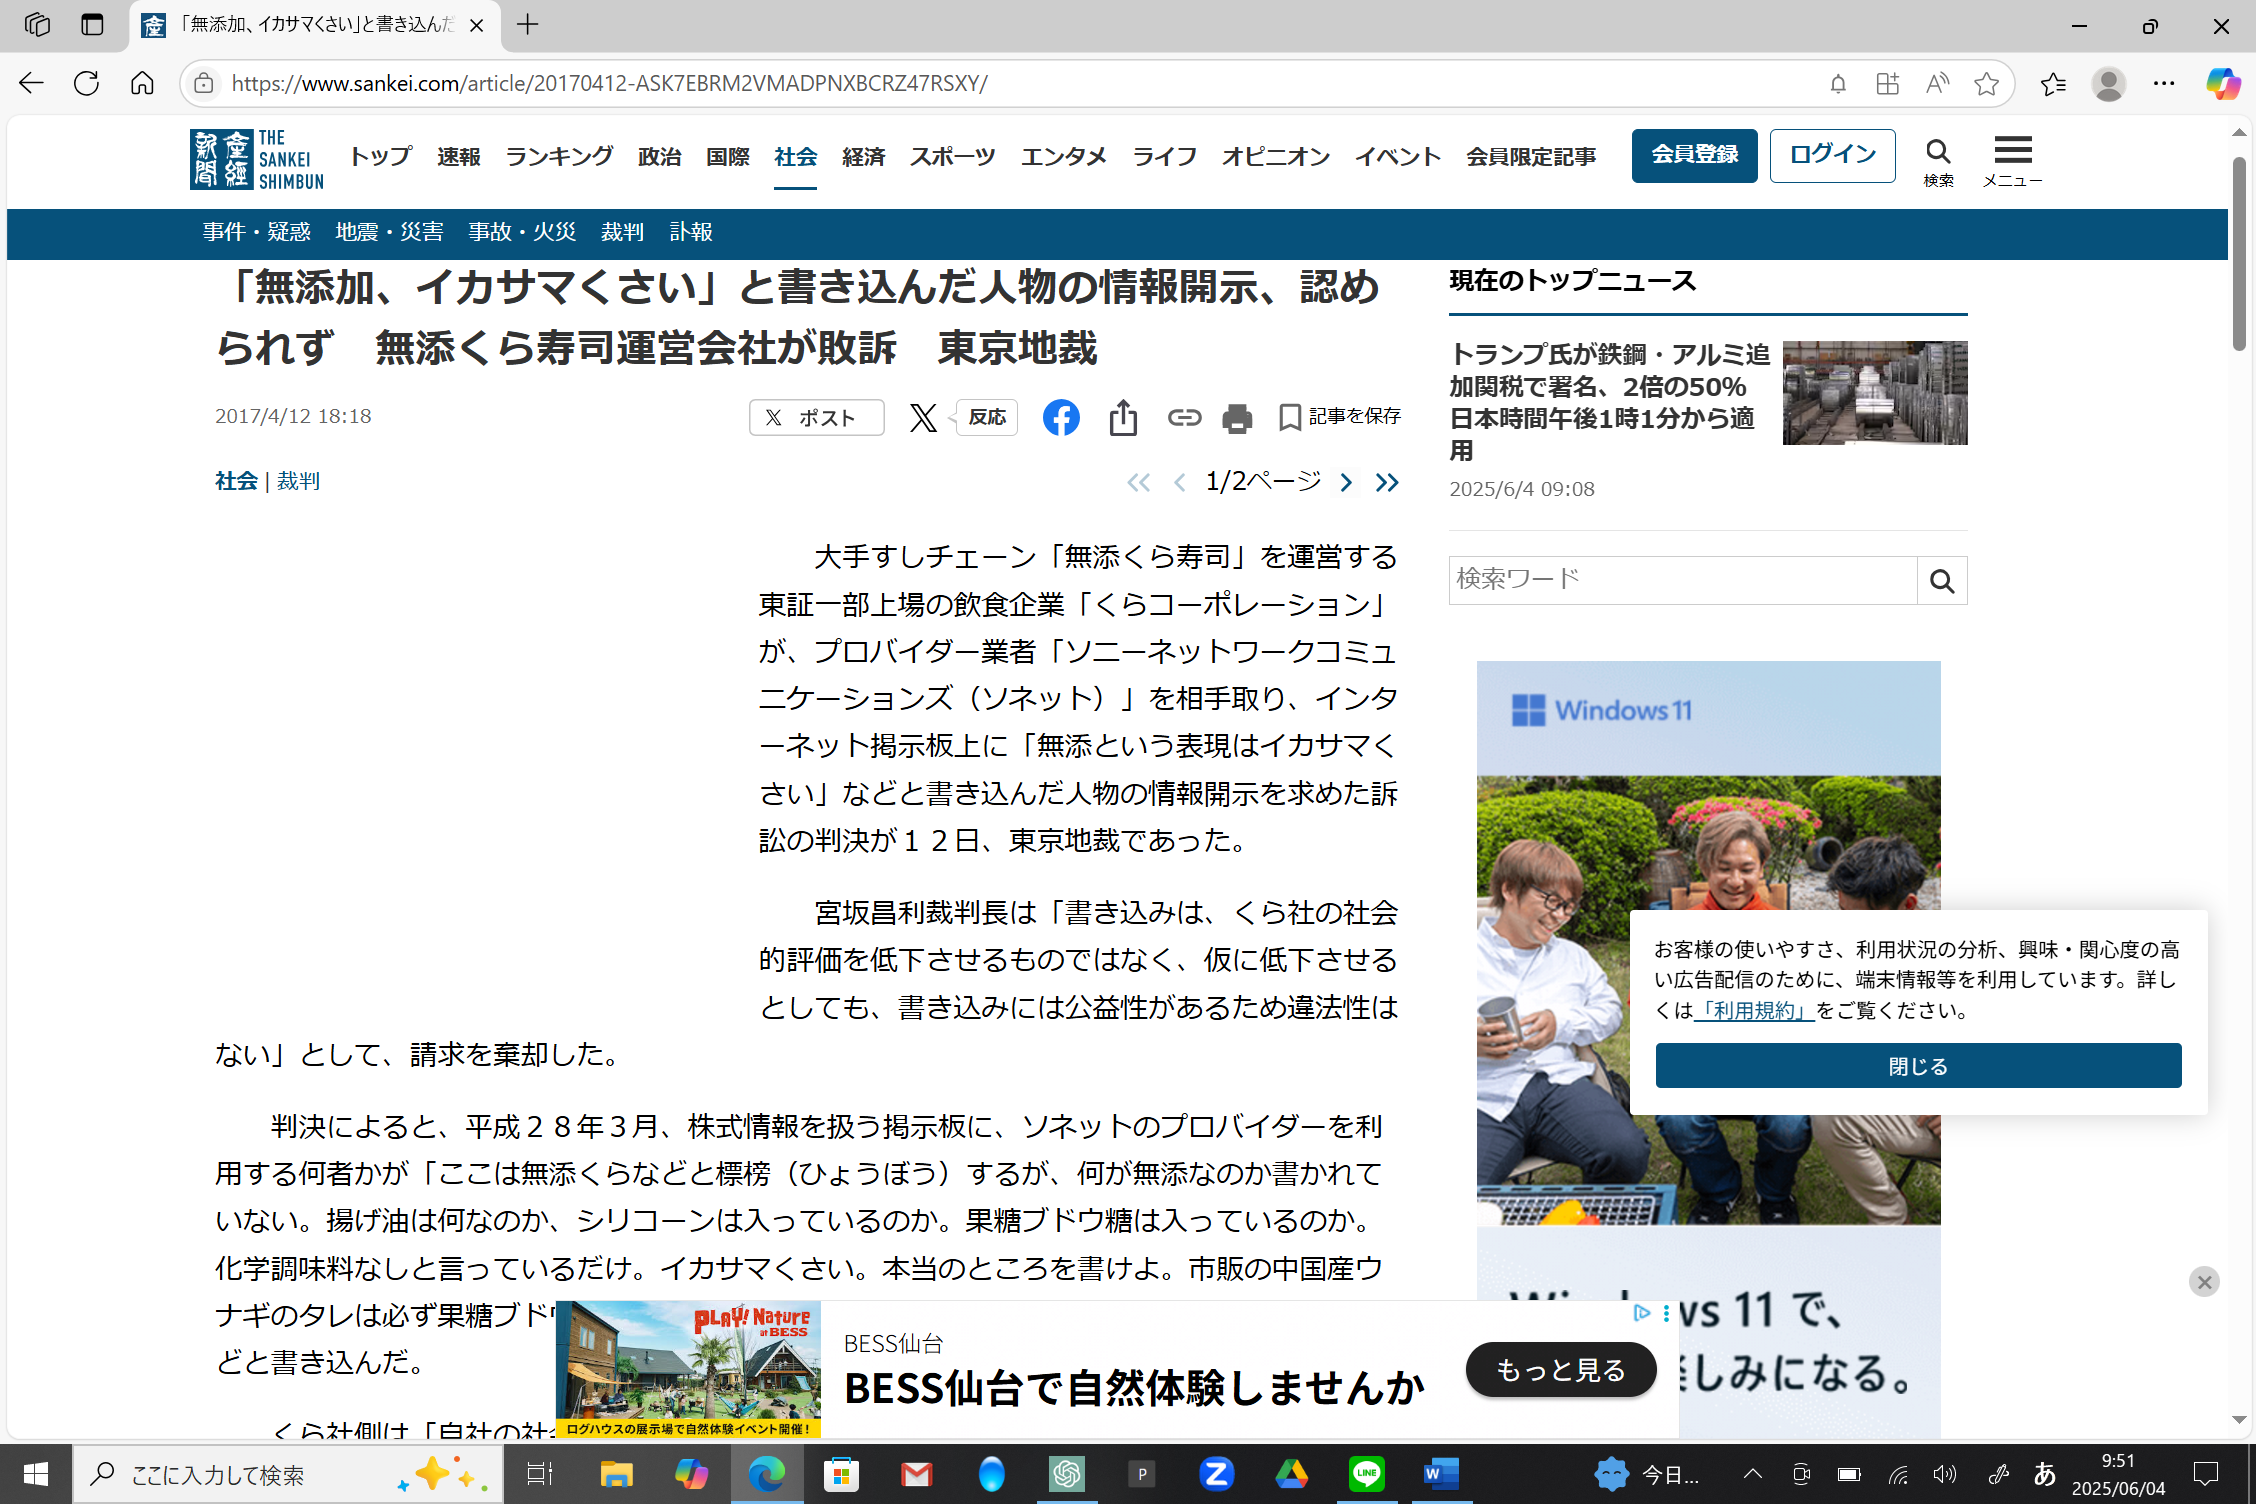 「無添加、イカサマくさい」と書き込んだ
https://www.sankei.com/article/20170412-ASK7EBRM2VMADPNXBCRZ47RSXY/
産經新聞
THE
SANKEI
SHIMBUN
トップ 速報 ランキング 政治 国際 社会 経済 スポーツ エンタメ ライフ オピニオン イベント 会員限定記事
会員登録
ログイン
検索
メニュー
事件・疑惑 地震・災害 事故・火災 裁判 訃報
「無添加、イカサマくさい」と書き込んだ人物の情報開示、認め
られず　無添くら寿司運営会社が敗訴　東京地裁
2017/4/12 18:18
ポスト
反応
記事を保存
社会 | 裁判
1/2ページ
大手すしチェーン「無添くら寿司」を運営する
東証一部上場の飲食企業「くらコーポレーション」
が、プロバイダー業者「ソニーネットワークコミュ
ニケーションズ（ソネット）」を相手取り、インタ
ーネット掲示板上に「無添という表現はイカサマく
さい」などと書き込んだ人物の情報開示を求めた訴
訟の判決が１２日、東京地裁であった。
宮坂昌利裁判長は「書き込みは、くら社の社会
的評価を低下させるものではなく、仮に低下させる
としても、書き込みには公益性があるため違法性は
ない」として、請求を棄却した。
判決によると、平成２８年３月、株式情報を扱う掲示板に、ソネットのプロバイダーを利
用する何者かが「ここは無添くらなどと標榜（ひょうぼう）するが、何が無添なのか書かれて
いない。揚げ油は何なのか、シリコーンは入っているのか。果糖ブドウ糖は入っているのか。
化学調味料なしと言っているだけ。イカサマくさい。本当のところを書けよ。市販の中国産ウ
ナギのタレは必ず果糖ブド
どと書き込んだ。
くら社側は「自社の社
現在のトップニュース
トランプ氏が鉄鋼・アルミ追
加関税で署名、2倍の50%
日本時間午後1時1分から適
用
2025/6/4 09:08
検索ワード
Windows 11
お客様の使いやすさ、利用状況の分析、興味・関心度の高
い広告配信のために、端末情報等を利用しています。詳し
くは「利用規約」をご覧ください。
閉じる
ws 11 で、
しみになる。
PLAY! Nature
at BESS
ログハウスの展示場で自然体験イベント開催！
BESS仙台
BESS仙台で自然体験しませんか
もっと見る
ここに入力して検索
P
LINE
W
今日...
あ
9:51
2025/06/04